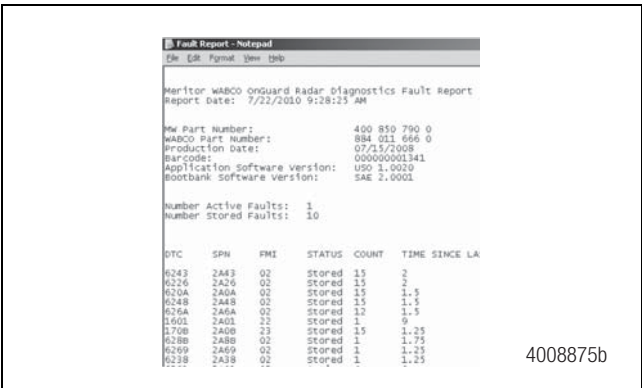 Fault Report - Notepad
File Edit Format View Help
Meritor WABCO OnGuard Radar Diagnostics Fault Report
Report Date: 7/22/2010 9:28:25 AM
MW Part Number: 400 850 790 0
WABCO Part Number: 884 011 666 0
Production Date: 07/15/2008
Barcode: 000000001341
Application Software Version: USO 1.0020
Bootbank Software Version: SAE 2.0001
Number Active Faults: 1
Number Stored Faults: 10
DTC SPN FMI STATUS COUNT TIME SINCE LA
6243 2A43 02 Stored 15 2
6226 2A26 02 Stored 15 2
620A 2A0A 02 Stored 15 1.5
6248 2A48 02 Stored 15 1.5
626A 2A6A 02 Stored 12 1.5
1601 2A01 22 Stored 1 9
170B 2A0B 23 Stored 15 1.25
628B 2A8B 02 Stored 1 1.75
6269 2A69 02 Stored 1 1.25
6238 2A38 02 Stored 1 1.25
4008875b